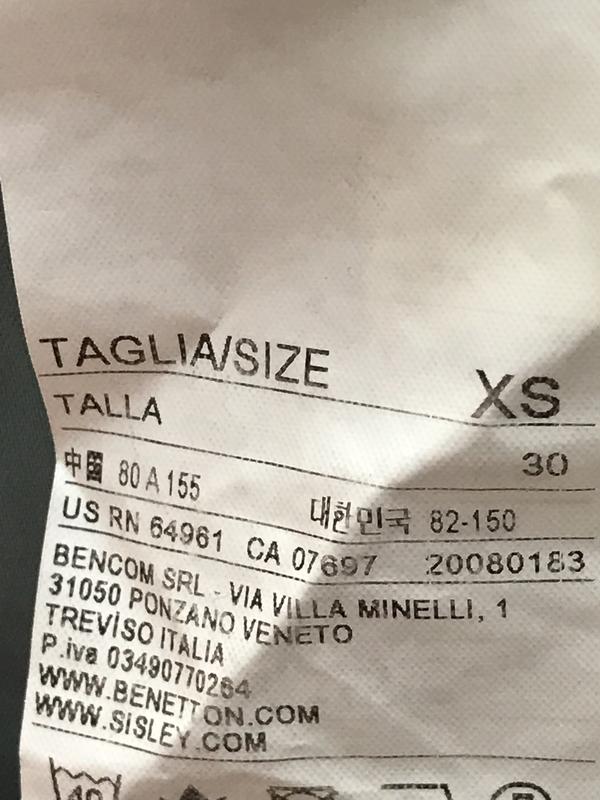 TAGLIA/SIZE XS
TALLA 30
中國 80 A 155 대한민국 82-150
US RN 64961 CA 07697 20080183
BENCOM SRL - VIA VILLA MINELLI, 1
31050 PONZANO VENETO
TREVISO ITALIA
P.iva 03490770264
WWW.BENETTON.COM
WWW.SISLEY.COM
40